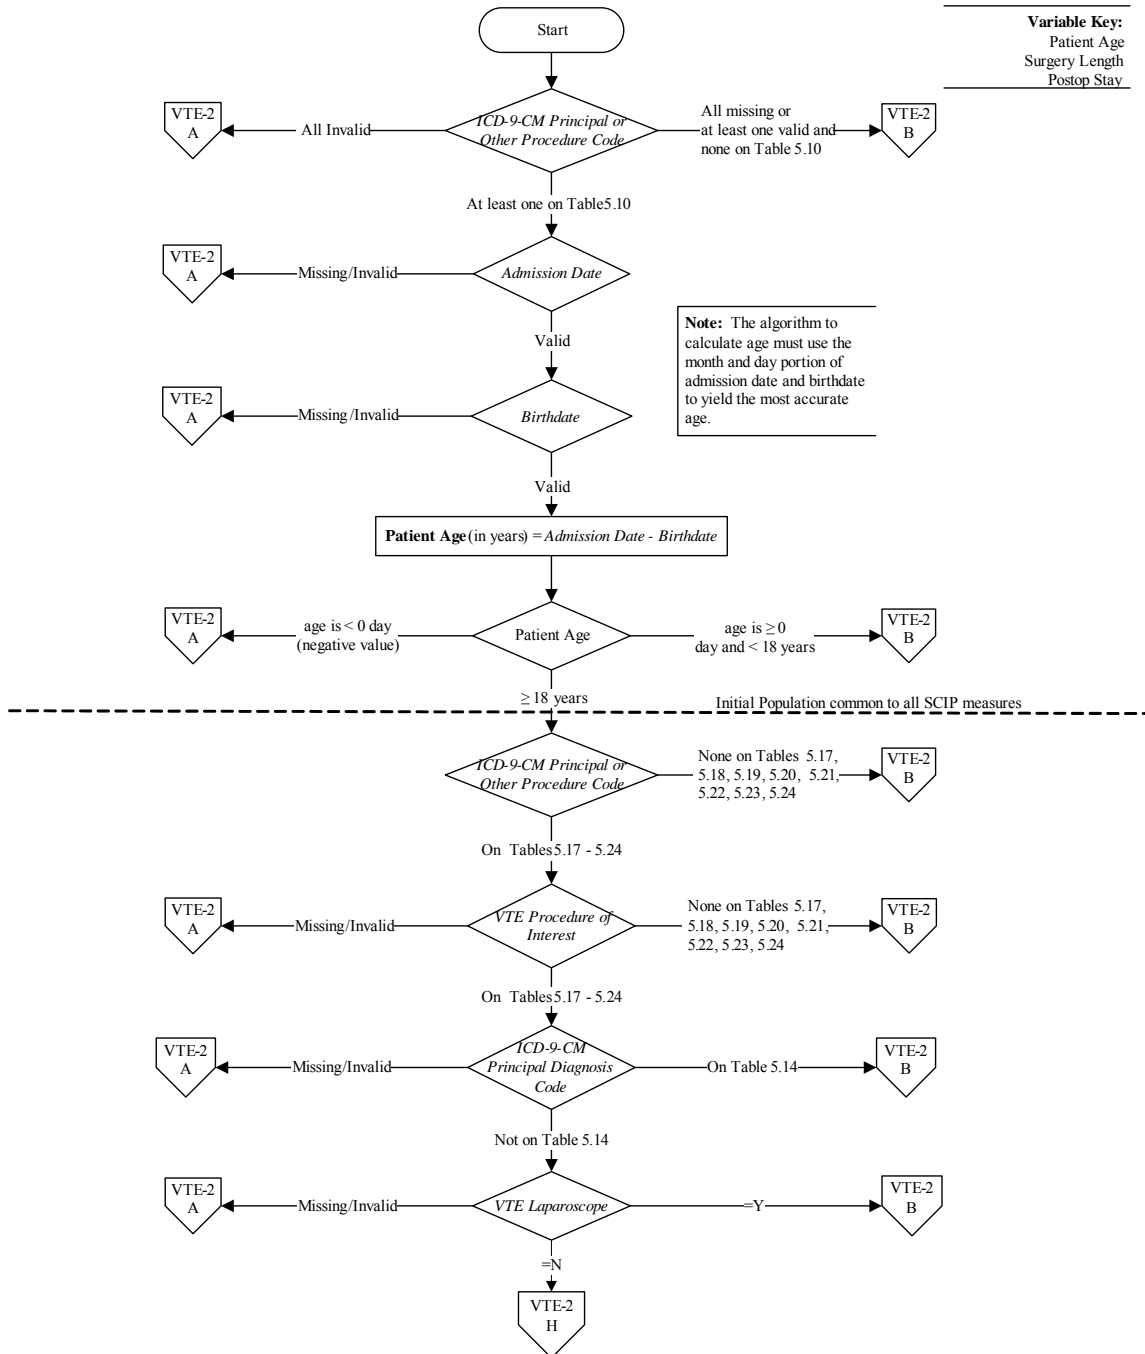 Start
Variable Key:
Patient Age
Surgery Length
Postop Stay
VTE-2
A
All Invalid
ICD-9-CM Principal or
Other Procedure Code
All missing or
at least one valid and
none on Table 5.10
VTE-2
B
At least one on Table5.10
VTE-2
A
Missing/Invalid
Admission Date
Valid
Note: The algorithm to
calculate age must use the
month and day portion of
admission date and birthdate
to yield the most accurate
age.
VTE-2
A
Missing/Invalid
Birthdate
Valid
Patient Age (in years) = Admission Date - Birthdate
VTE-2
A
age is < 0 day
(negative value)
Patient Age
age is ≥ 0
day and < 18 years
VTE-2
B
≥ 18 years
Initial Population common to all SCIP measures
ICD-9-CM Principal or
Other Procedure Code
None on Tables 5.17,
5.18, 5.19, 5.20, 5.21,
5.22, 5.23, 5.24
VTE-2
B
On Tables5.17 - 5.24
VTE-2
A
Missing/Invalid
VTE Procedure of
Interest
None on Tables 5.17,
5.18, 5.19, 5.20, 5.21,
5.22, 5.23, 5.24
VTE-2
B
On Tables5.17 - 5.24
VTE-2
A
Missing/Invalid
ICD-9-CM
Principal Diagnosis
Code
On Table 5.14
VTE-2
B
Not on Table 5.14
VTE-2
A
Missing/Invalid
VTE Laparoscope
=Y
VTE-2
B
=N
VTE-2
H